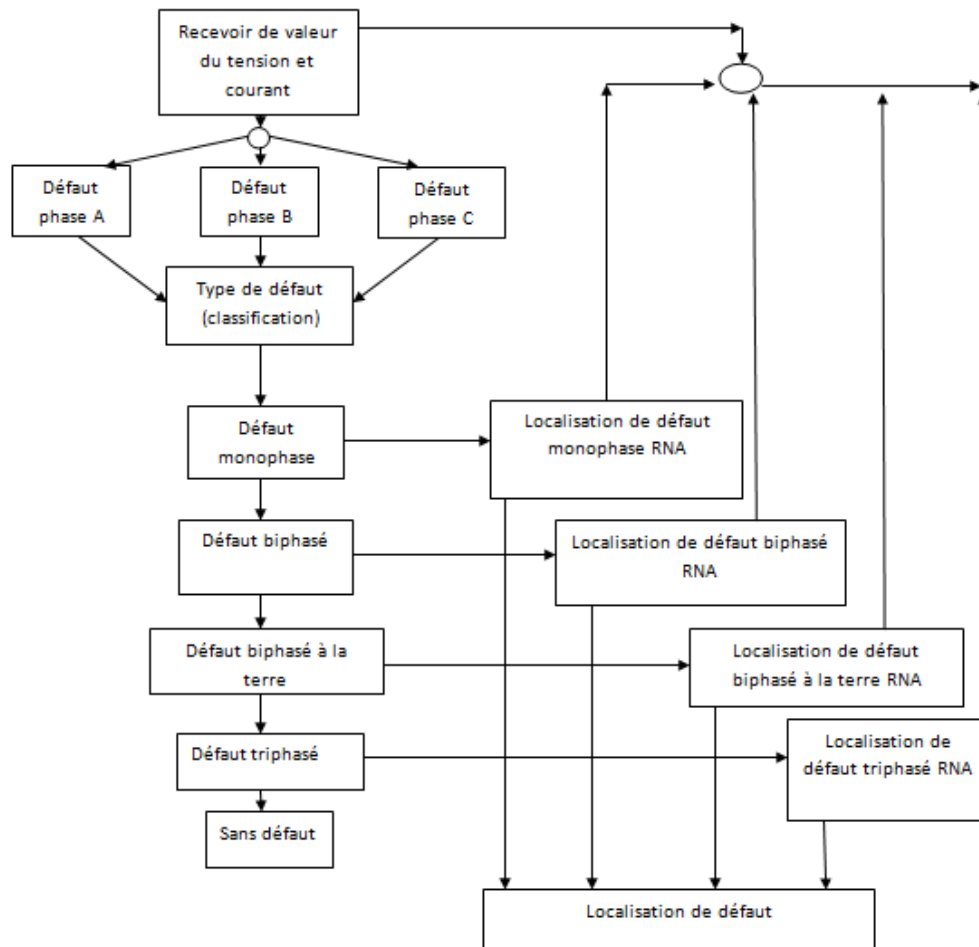 Recevoir de valeur
du tension et
courant
Défaut
phase A
Défaut
phase B
Défaut
phase C
Type de défaut
(classification)
Défaut
monophase
Localisation de défaut
monophase RNA
Défaut biphasé
Localisation de défaut biphasé
RNA
Défaut biphasé à la
terre
Localisation de défaut
biphasé à la terre RNA
Défaut triphasé
Localisation de
défaut triphasé RNA
Sans défaut
Localisation de défaut